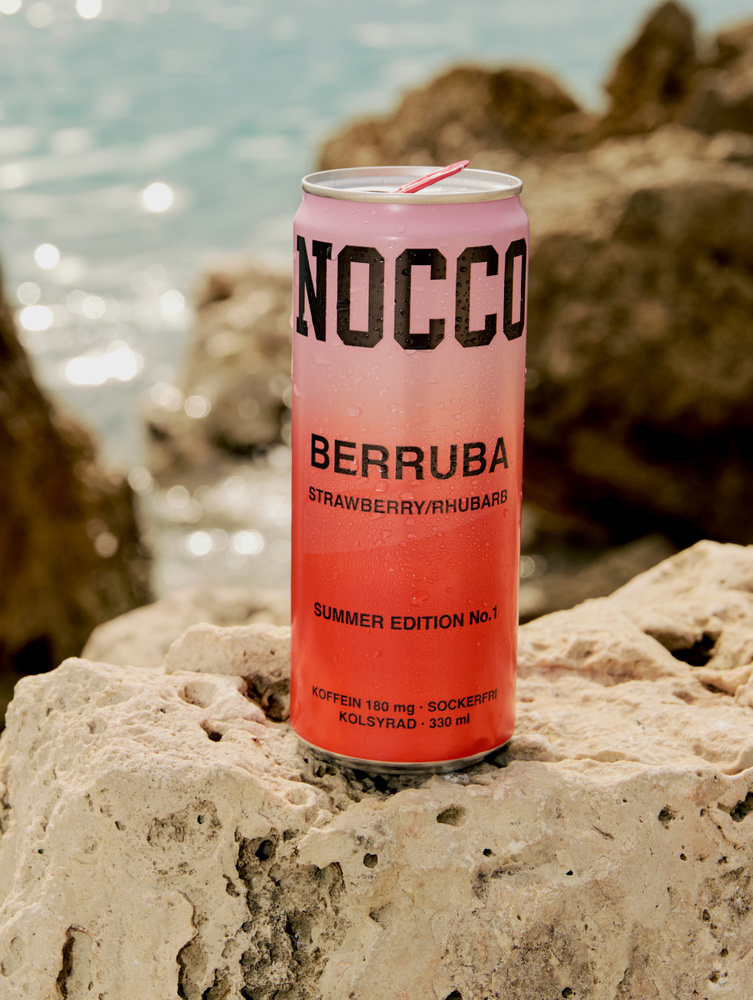 NOCCO
BERRUBA
STRAWBERRY/RHUBARB
SUMMER EDITION No.1
KOFFEIN 180 mg · SOCKERFRI
KOLSYRAD · 330 ml